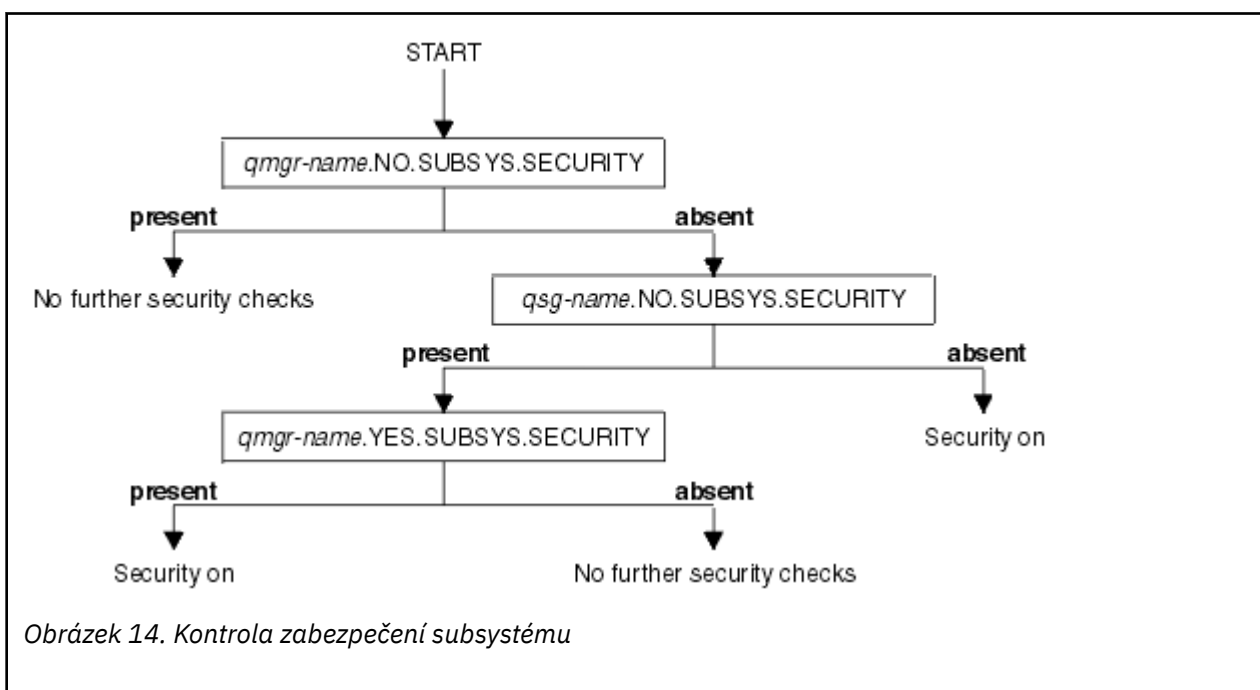 START
qmgr-name.NO.SUBSYS.SECURITY
present absent
No further security checks
qsg-name.NO.SUBSYS.SECURITY
present absent
qmgr-name.YES.SUBSYS.SECURITY
Security on
present absent
Security on
No further security checks
Obrázek 14. Kontrola zabezpečení subsystému